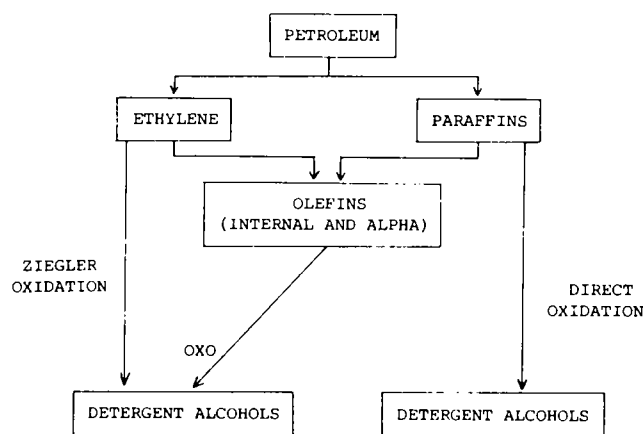 PETROLEUM
ETHYLENE
PARAFFINS
OLEFINS
(INTERNAL AND ALPHA)
ZIEGLER
OXIDATION
DIRECT
OXIDATION
OXO
DETERGENT ALCOHOLS
DETERGENT ALCOHOLS